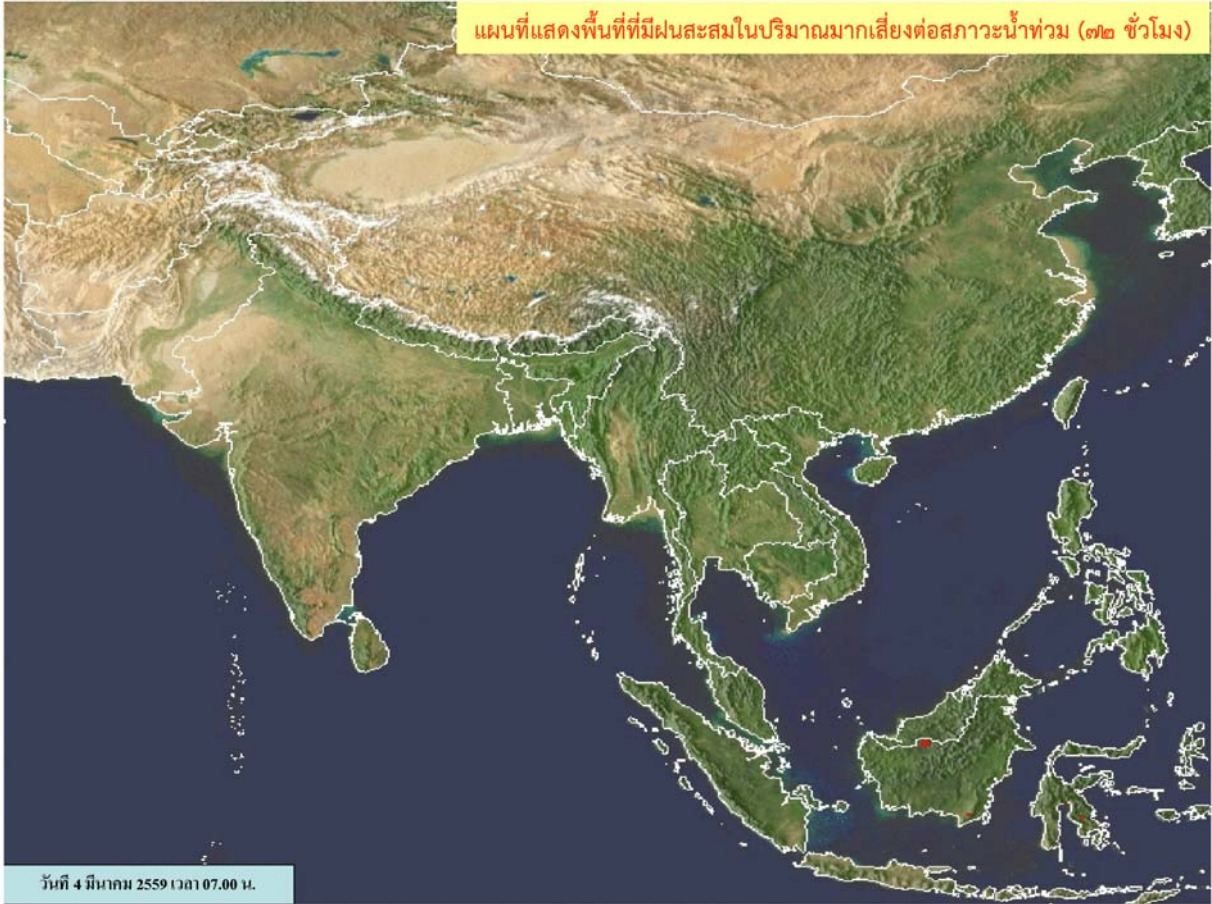 แผนที่แสดงพื้นที่ที่มีฝนสะสมในปริมาณมากเสี่ยงต่อสภาวะน้ำท่วม (๗๒ ชั่วโมง)
วันที่ 4 มีนาคม 2559 เวลา 07.00 น.